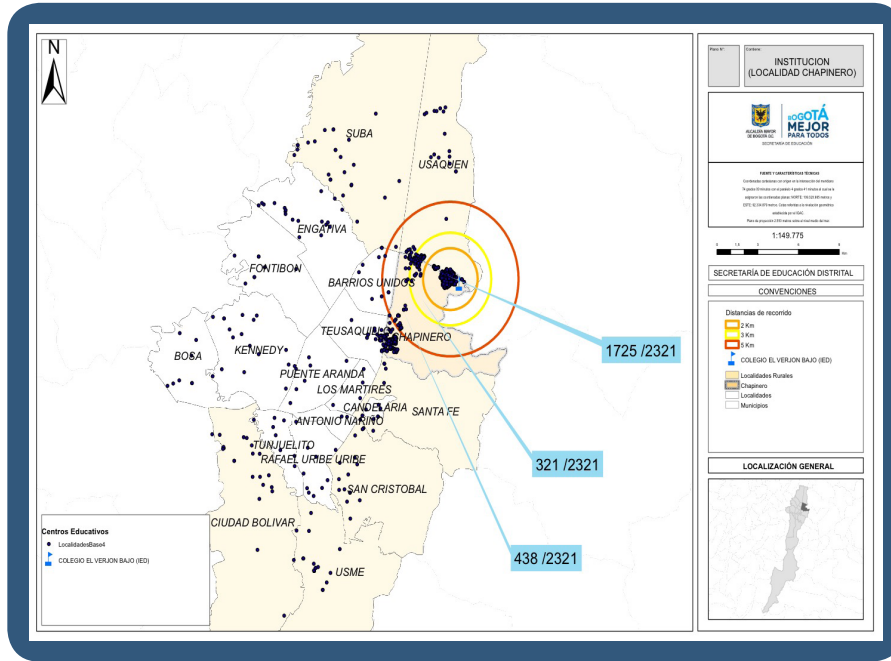 N
SUBA
USAQUEN
ENGATIVA
FONTIBON
BARRIOS UNIDOS
TEUSAQUILLO
CHAPINERO
BOSA
KENNEDY
PUENTE ARANDA
LOS MARTIRES
CANDELARIA
SANTA FE
ANTONIO NARIÑO
TUNJUELITO
RAFAEL URIBE URIBE
SAN CRISTOBAL
CIUDAD BOLIVAR
USME
1725 /2321
321 /2321
438 /2321
Centros Educativos
LocalidadesBase4
COLEGIO EL VERJON BAJO (IED)
Plano N°:
Contiene:
INSTITUCION
(LOCALIDAD CHAPINERO)
ALCALDÍA MAYOR
DE BOGOTÁ D.C.
BOGOTÁ
MEJOR
PARA TODOS
SECRETARÍA DE EDUCACIÓN
FUENTE Y CARACTERÍSTICAS TÉCNICAS
1:149.775
SECRETARÍA DE EDUCACIÓN DISTRITAL
CONVENCIONES
Distancias de recorrido
2 Km
3 Km
5 Km
COLEGIO EL VERJON BAJO (IED)
Localidades Rurales
Chapinero
Localidades
Municipios
LOCALIZACIÓN GENERAL